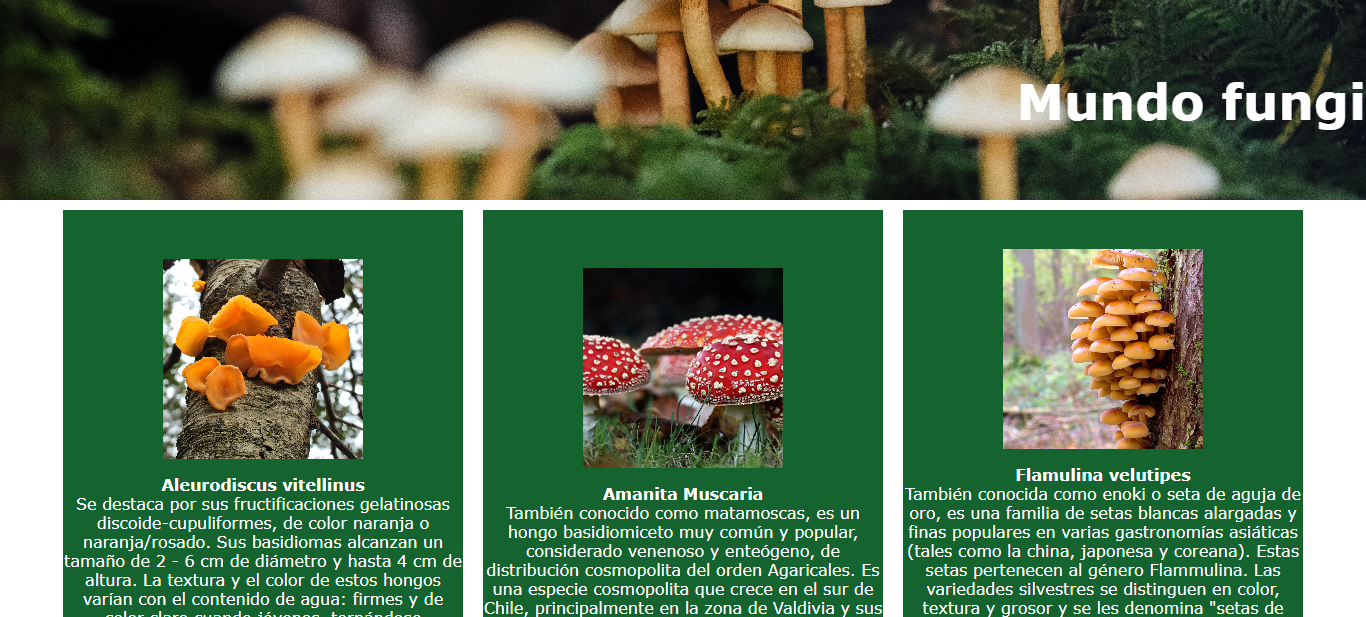 Mundo fungi
Aleurodiscus vitellinus
Se destaca por sus fructificaciones gelatinosas
discoide-cupuliformes, de color naranja o
naranja/rosado. Sus basidiomas alcanzan un
tamaño de 2 - 6 cm de diámetro y hasta 4 cm de
altura. La textura y el color de estos hongos
varían con el contenido de agua: firmes y de
color claro cuando jóvenes, tornándose
Amanita Muscaria
También conocido como matamoscas, es un
hongo basidiomiceto muy común y popular,
considerado venenoso y enteógeno, de
distribución cosmopolita del orden Agaricales. Es
una especie cosmopolita que crece en el sur de
Chile, principalmente en la zona de Valdivia y sus
Flamulina velutipes
También conocida como enoki o seta de aguja de
oro, es una familia de setas blancas alargadas y
finas populares en varias gastronomías asiáticas
(tales como la china, japonesa y coreana). Estas
setas pertenecen al género Flammulina. Las
variedades silvestres se distinguen en color,
textura y grosor y se les denomina "setas de